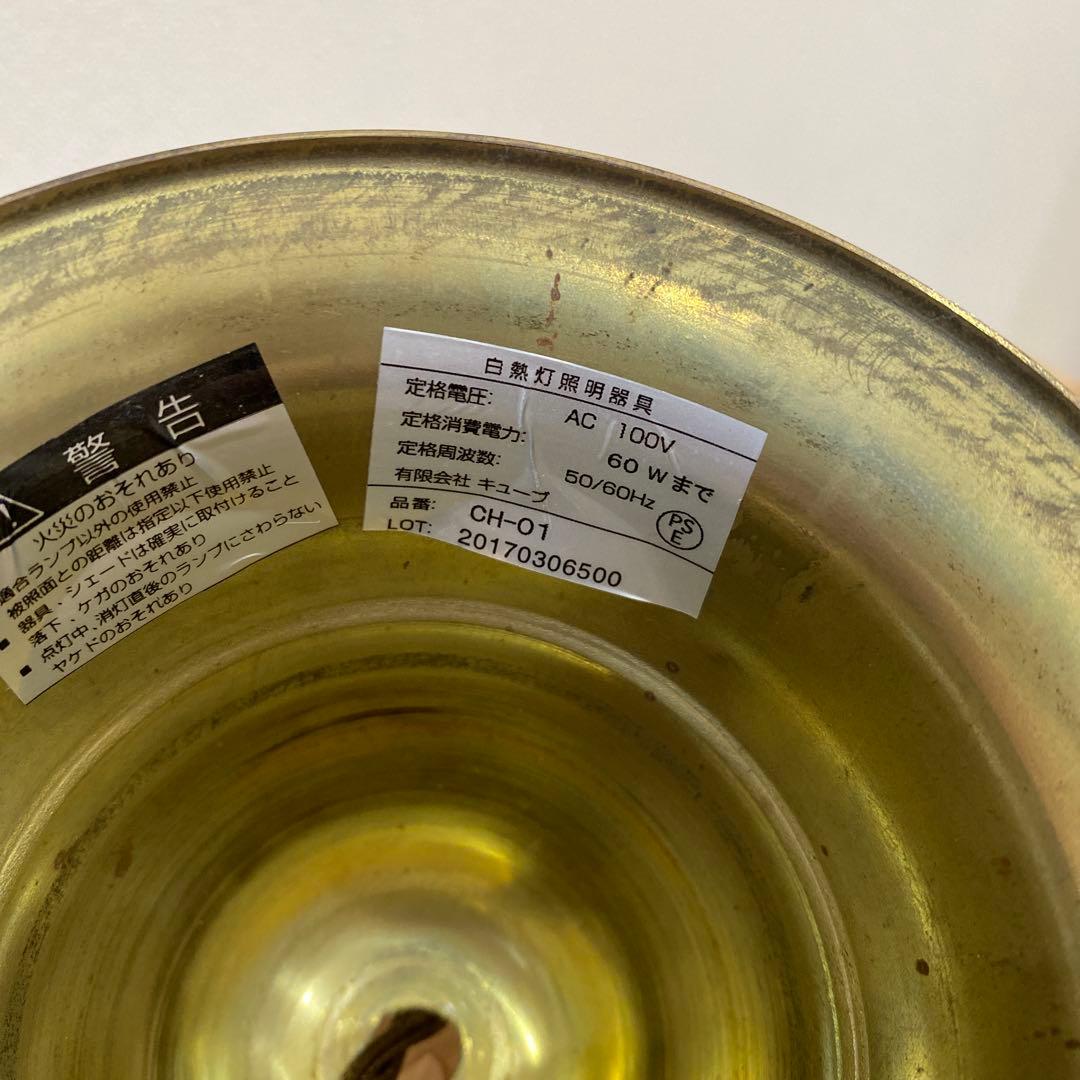 警告
火災のおそれあり
適合ランプ以外の使用禁止
被照面との距離は指定以下使用禁止
■ 器具、シェードは確実に取付けること
落下、ケガのおそれあり
■ 点灯中、消灯直後のランプにさわらない
ヤケドのおそれあり
白熱灯照明器具
定格電圧: AC 100V
定格消費電力: 60 Wまで
定格周波数: 50/60Hz
有限会社 キューブ
PSE
品番: CH-01
LOT: 20170306500